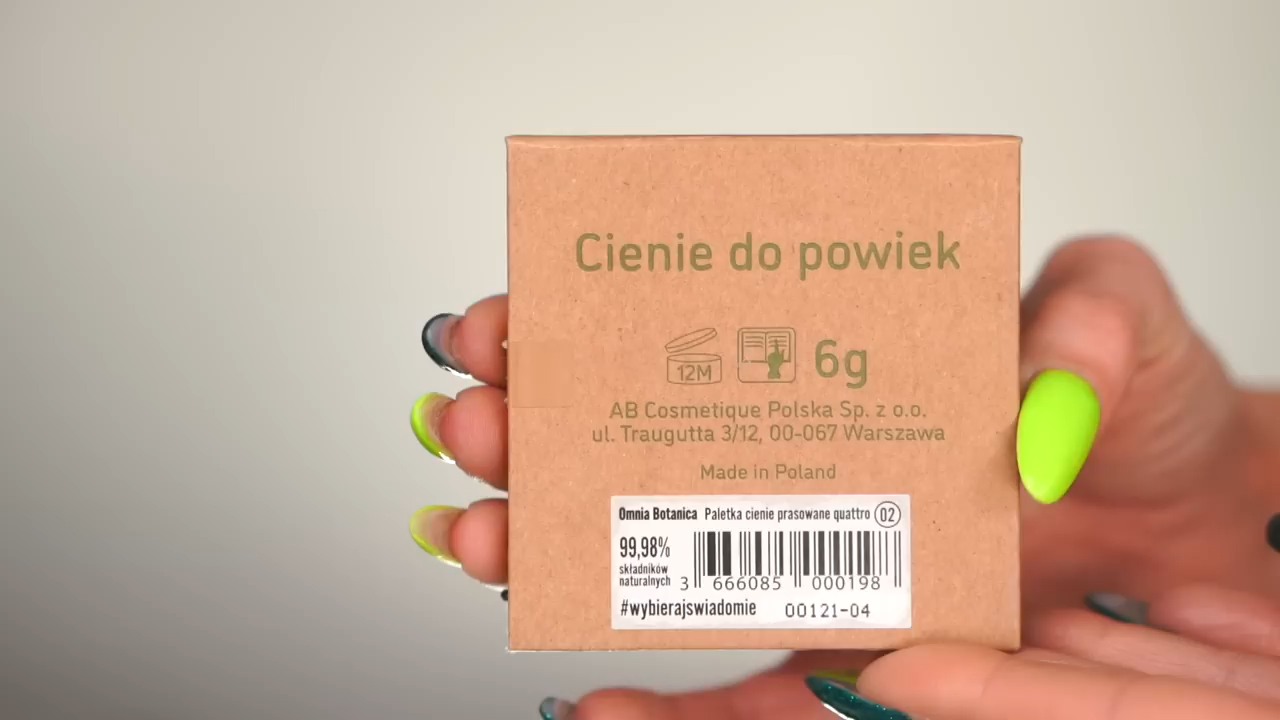 Cienie do powiek
12M 6g
AB Cosmetique Polska Sp. z o.o.
ul. Traugutta 3/12, 00-067 Warszawa
Made in Poland
Omnia Botanica Paletka cienie prasowane quattro 02
99,98%
składników
naturalnych
3 666085 000198
#wybierajswiadomie 00121-04